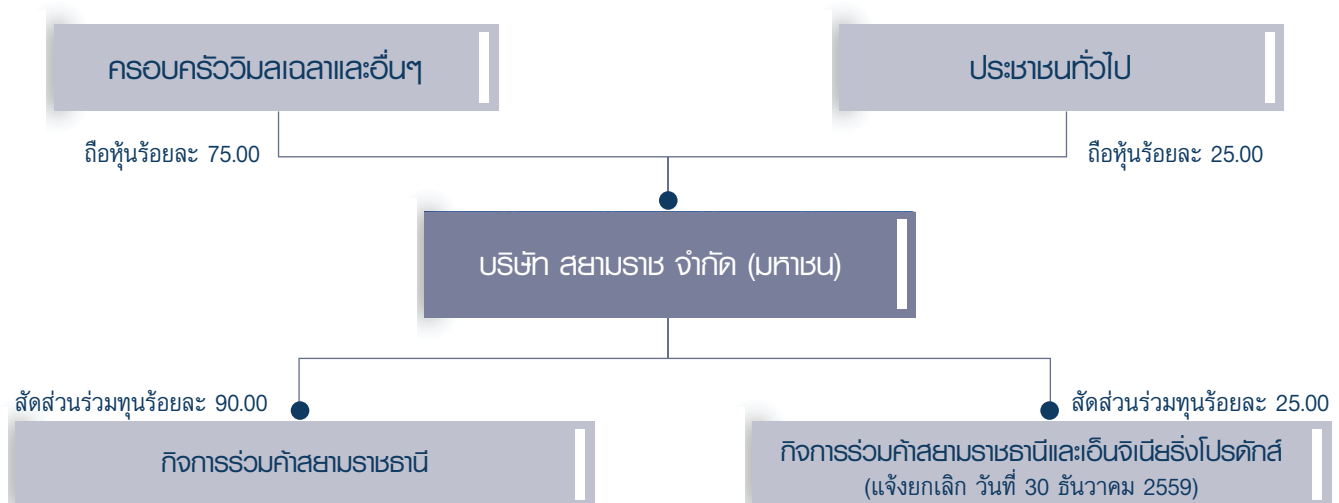 ครอบครัววิมลเฉลาและอื่นๆ
ประชาชนทั่วไป
ถือหุ้นร้อยละ 75.00
ถือหุ้นร้อยละ 25.00
บริษัท สยามราช จำกัด (มหาชน)
สัดส่วนร่วมทุนร้อยละ 90.00
สัดส่วนร่วมทุนร้อยละ 25.00
กิจการร่วมค้าสยามราชธานี
กิจการร่วมค้าสยามราชธานีและเอ็นจิเนียริ่งโปรดักส์
(แจ้งยกเลิก วันที่ 30 ธันวาคม 2559)